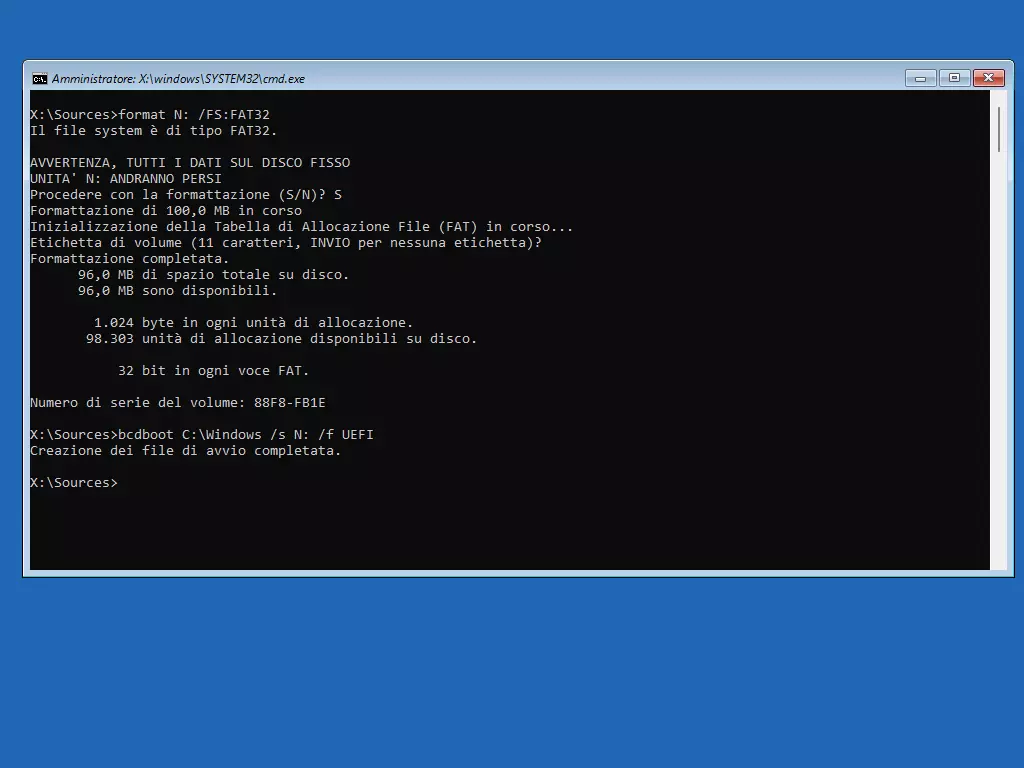 Amministratore: X:\windows\SYSTEM32\cmd.exe
X:\Sources>format N: /FS:FAT32
Il file system è di tipo FAT32.
AVVERTENZA, TUTTI I DATI SUL DISCO FISSO
UNITA' N: ANDRANNO PERSI
Procedere con la formattazione (S/N)? S
Formattazione di 100,0 MB in corso
Inizializzazione della Tabella di Allocazione File (FAT) in corso...
Etichetta di volume (11 caratteri, INVIO per nessuna etichetta)?
Formattazione completata.
96,0 MB di spazio totale su disco.
96,0 MB sono disponibili.
1.024 byte in ogni unità di allocazione.
98.303 unità di allocazione disponibili su disco.
32 bit in ogni voce FAT.
Numero di serie del volume: 88F8-FB1E
X:\Sources>bcdboot C:\Windows /s N: /f UEFI
Creazione dei file di avvio completata.
X:\Sources>